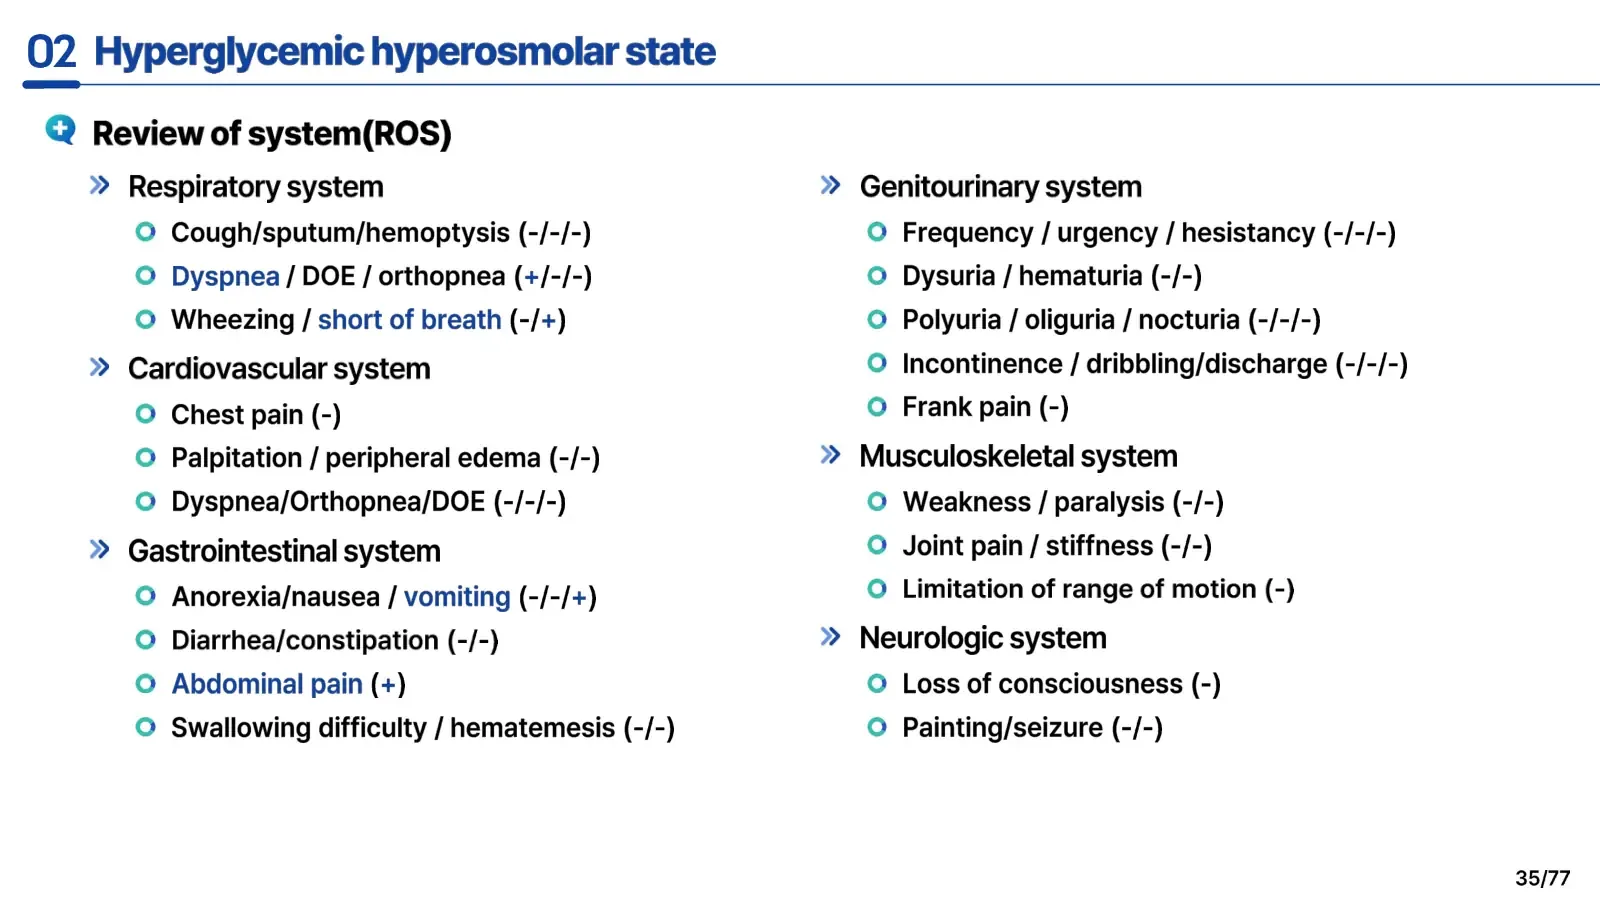 02 Hyperglycemic hyperosmolar state
Review of system(ROS)
Respiratory system
Cough/sputum/hemoptysis (-/-/-)
Dyspnea / DOE / orthopnea (+/-/-)
Wheezing / short of breath (-/+)
Cardiovascular system
Chest pain (-)
Palpitation / peripheral edema (-/-)
Dyspnea/Orthopnea/DOE (-/-/-)
Gastrointestinal system
Anorexia/nausea / vomiting (-/-/+)
Diarrhea/constipation (-/-)
Abdominal pain (+)
Swallowing difficulty / hematemesis (-/-)
Genitourinary system
Frequency / urgency / hesistancy (-/-/-)
Dysuria / hematuria (-/-)
Polyuria / oliguria / nocturia (-/-/-)
Incontinence / dribbling/discharge (-/-/-)
Frank pain (-)
Musculoskeletal system
Weakness / paralysis (-/-)
Joint pain / stiffness (-/-)
Limitation of range of motion (-)
Neurologic system
Loss of consciousness (-)
Painting/seizure (-/-)
35/77